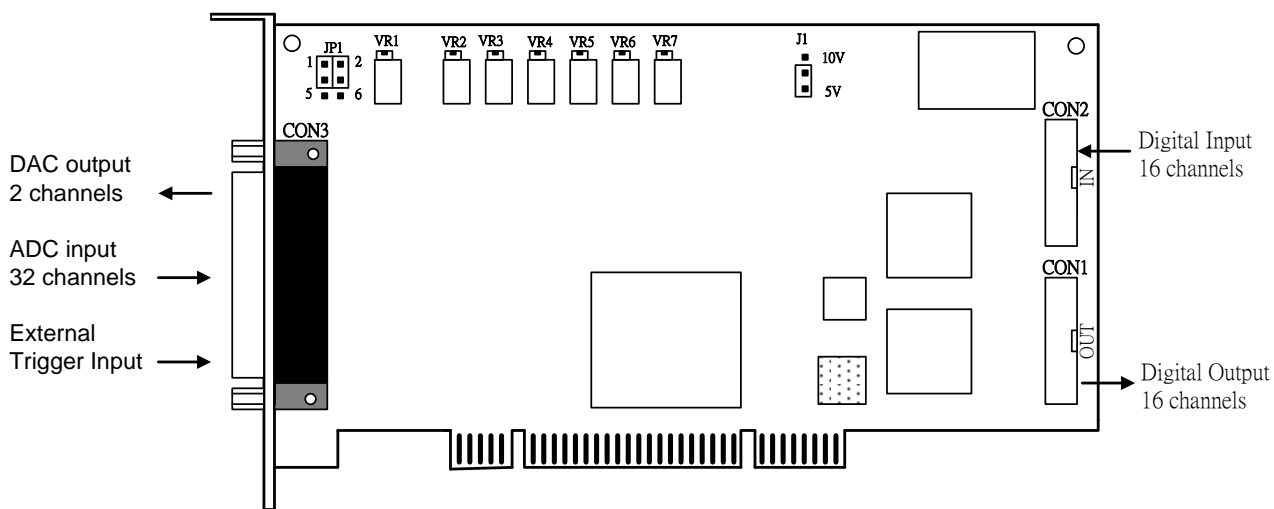 JP1
1
2
5
6
VR1
VR2
VR3
VR4
VR5
VR6
VR7
J1
10V
5V
CON3
CON2
IN
CON1
OUT
DAC output
2 channels
ADC input
32 channels
External
Trigger Input
Digital Input
16 channels
Digital Output
16 channels